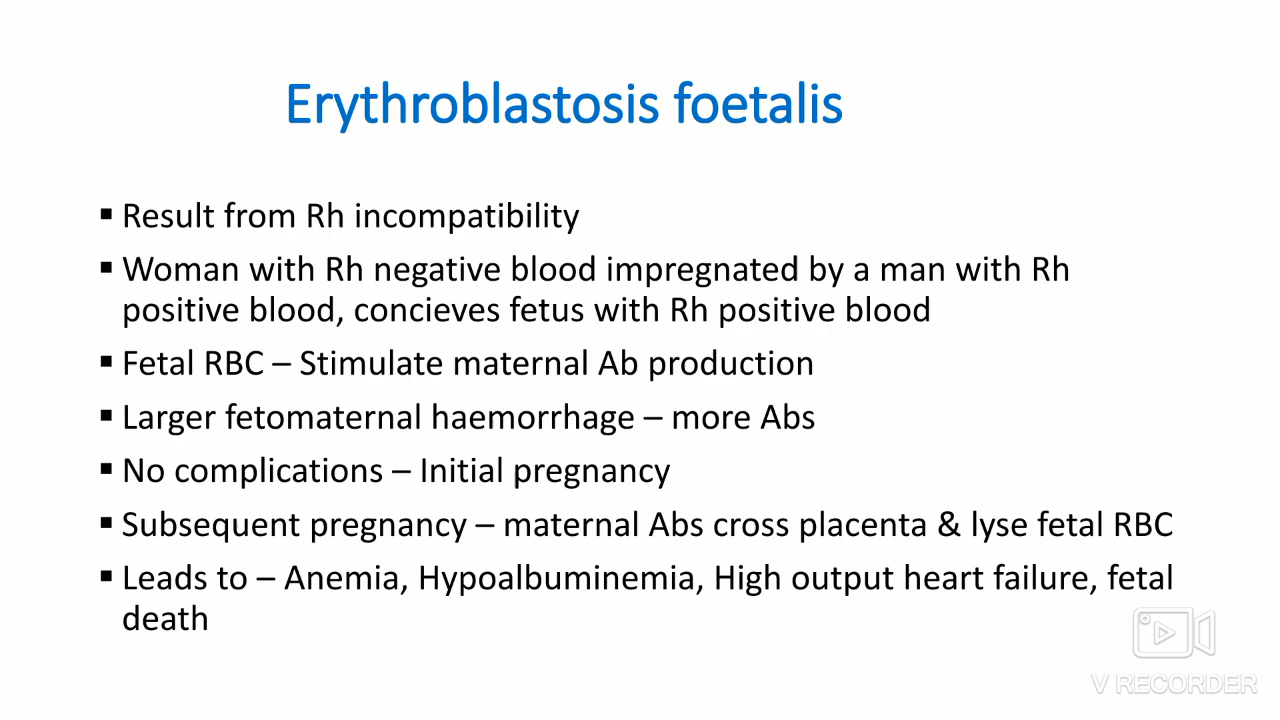 Erythroblastosis foetalis
▪ Result from Rh incompatibility
▪ Woman with Rh negative blood impregnated by a man with Rh
positive blood, concieves fetus with Rh positive blood
▪ Fetal RBC – Stimulate maternal Ab production
▪ Larger fetomaternal haemorrhage – more Abs
▪ No complications – Initial pregnancy
▪ Subsequent pregnancy – maternal Abs cross placenta & lyse fetal RBC
▪ Leads to – Anemia, Hypoalbuminemia, High output heart failure, fetal
death
V RECORDER